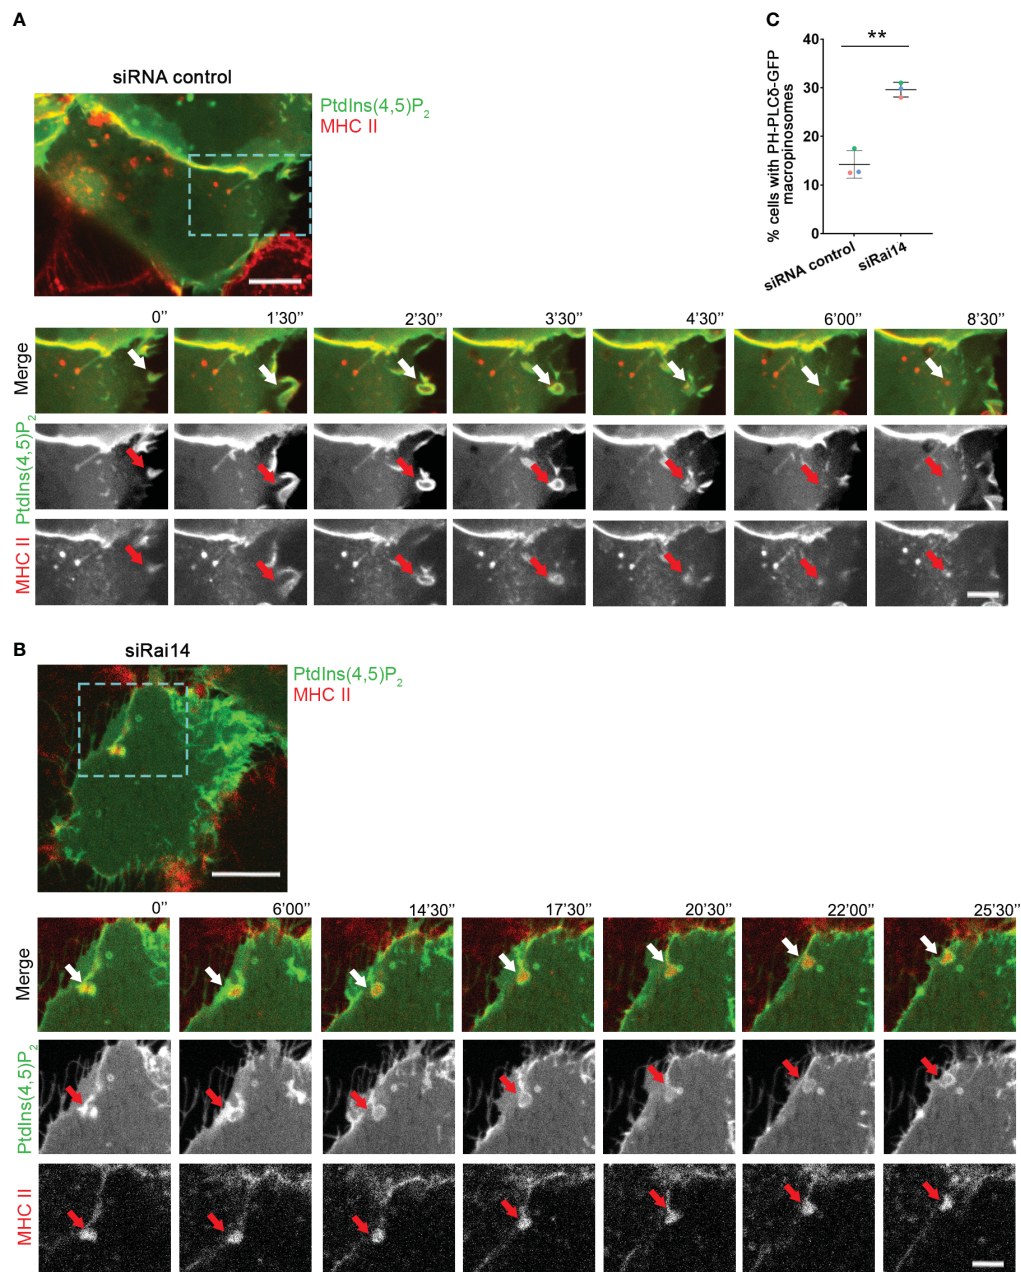 A
siRNA control
PtdIns(4,5)P2
MHC II
0’’ 1’30’’ 2’30’’ 3’30’’ 4’30’’ 6’00’’ 8’30’’
Merge
PtdIns(4,5)P2
MHC II
C
**
% cells with PH-PLCδ-GFP
macropinosomes
40
30
20
10
0
siRNA control
siRai14
B
siRai14
PtdIns(4,5)P2
MHC II
0’’ 6’00’’ 14’30’’ 17’30’’ 20’30’’ 22’00’’ 25’30’’
Merge
PtdIns(4,5)P2
MHC II